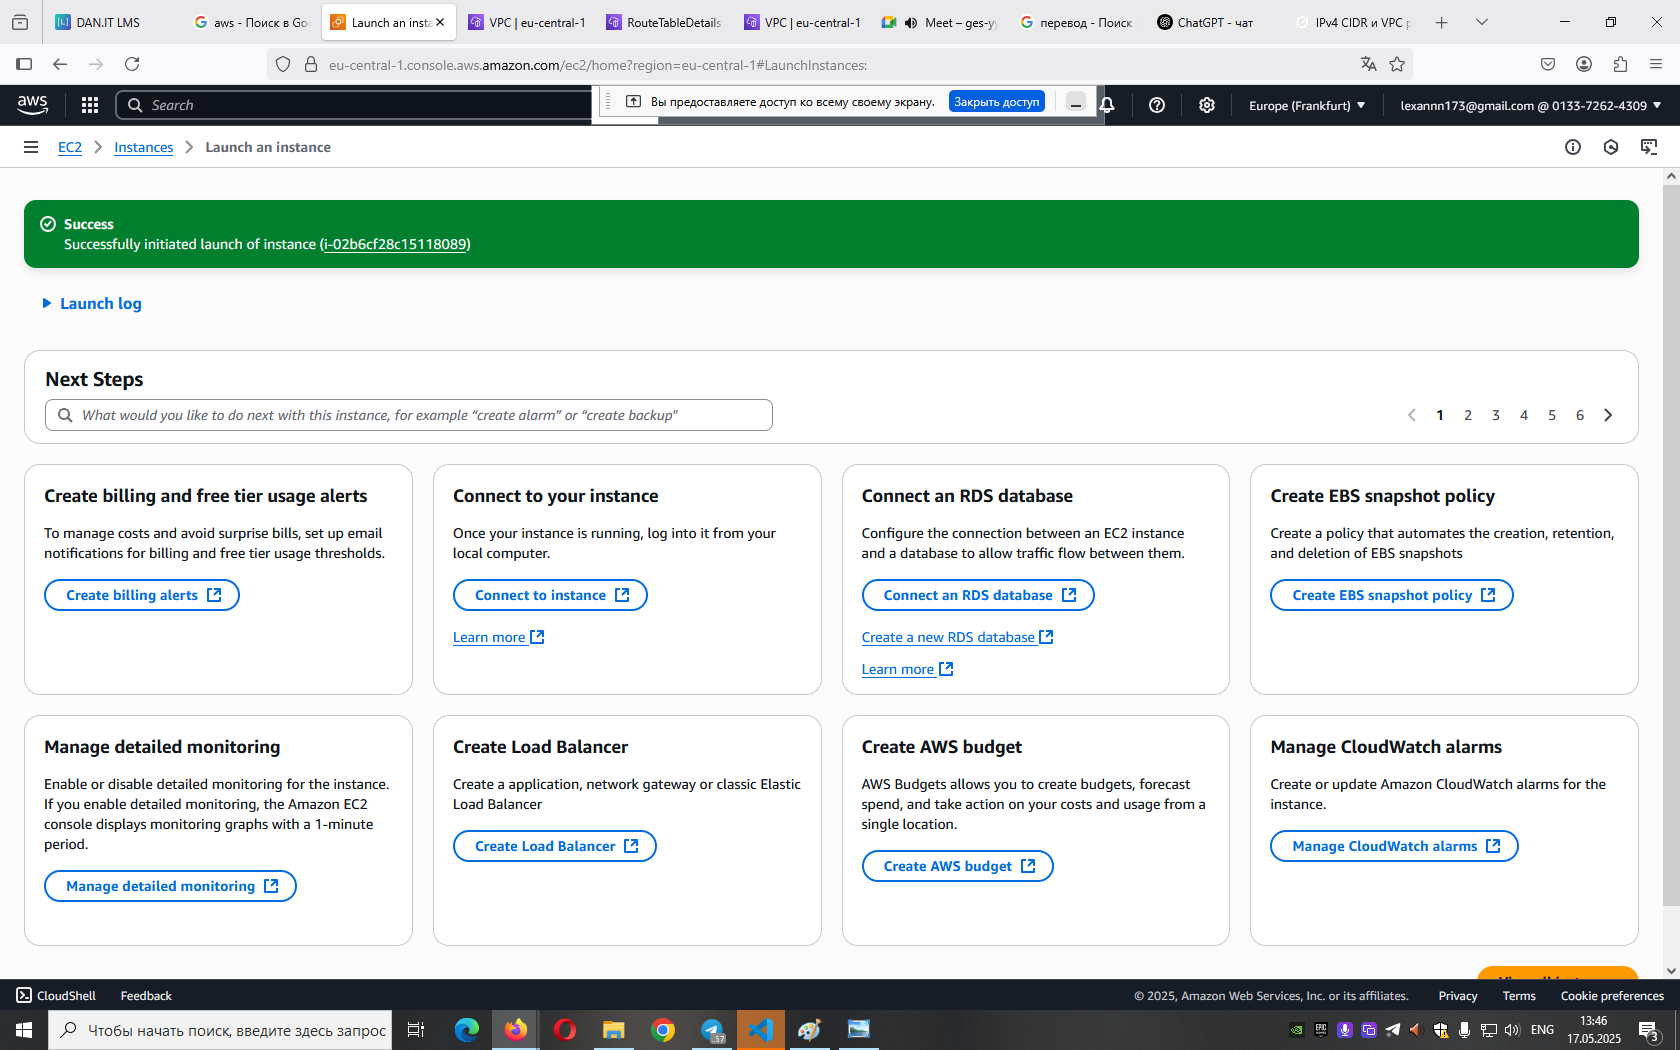 DAN.IT LMS
aws - Поиск в Go
Launch an insta
VPC | eu-central-1
RouteTableDetails
VPC | eu-central-1
Meet – ges-y
перевод - Поиск
ChatGPT - чат
IPv4 CIDR и VPC
eu-central-1.console.aws.amazon.com/ec2/home?region=eu-central-1#LaunchInstances:
aws
Search
Вы предоставляете доступ ко всему своему экрану.
Закрыть доступ
Europe (Frankfurt)
lexannn173@gmail.com @ 0133-7262-4309
EC2
Instances
Launch an instance
Success
Successfully initiated launch of instance (i-02b6cf28c15118089)
Launch log
Next Steps
What would you like to do next with this instance, for example “create alarm” or “create backup"
1 2 3 4 5 6
Create billing and free tier usage alerts
To manage costs and avoid surprise bills, set up email
notifications for billing and free tier usage thresholds.
Create billing alerts
Connect to your instance
Once your instance is running, log into it from your
local computer.
Connect to instance
Learn more
Connect an RDS database
Configure the connection between an EC2 instance
and a database to allow traffic flow between them.
Connect an RDS database
Create a new RDS database
Learn more
Create EBS snapshot policy
Create a policy that automates the creation, retention,
and deletion of EBS snapshots
Create EBS snapshot policy
Manage detailed monitoring
Enable or disable detailed monitoring for the instance.
If you enable detailed monitoring, the Amazon EC2
console displays monitoring graphs with a 1-minute
period.
Manage detailed monitoring
Create Load Balancer
Create a application, network gateway or classic Elastic
Load Balancer
Create Load Balancer
Create AWS budget
AWS Budgets allows you to create budgets, forecast
spend, and take action on your costs and usage from a
single location.
Create AWS budget
Manage CloudWatch alarms
Create or update Amazon CloudWatch alarms for the
instance.
Manage CloudWatch alarms
CloudShell
Feedback
© 2025, Amazon Web Services, Inc. or its affiliates.
Privacy
Terms
Cookie preferences
Чтобы начать поиск, введите здесь запрос
57
EPIC
ENG
13:46
17.05.2025
3